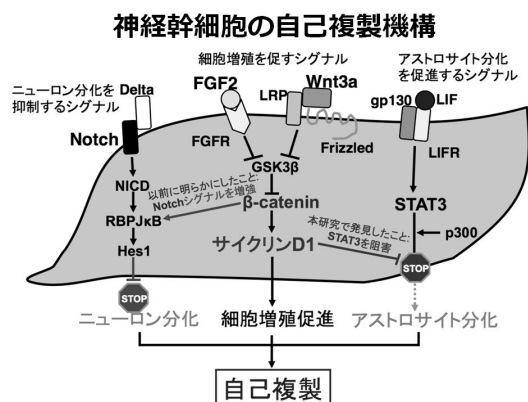 神経幹細胞の自己複製機構
細胞増殖を促すシグナル
アストロサイト分化
を促進するシグナル
ニューロン分化を
抑制するシグナル
Delta
Notch
FGF2
FGFR
LRP
Wnt3a
Frizzled
gp130
LIF
LIFR
GSK3β
NICD
以前に明らかにしたこと:
Notchシグナルを増強
β-catenin
STAT3
RBPJκB
本研究で発見したこと:
STAT3を阻害
p300
Hes1
サイクリンD1
STOP
STOP
ニューロン分化
細胞増殖促進
アストロサイト分化
自己複製